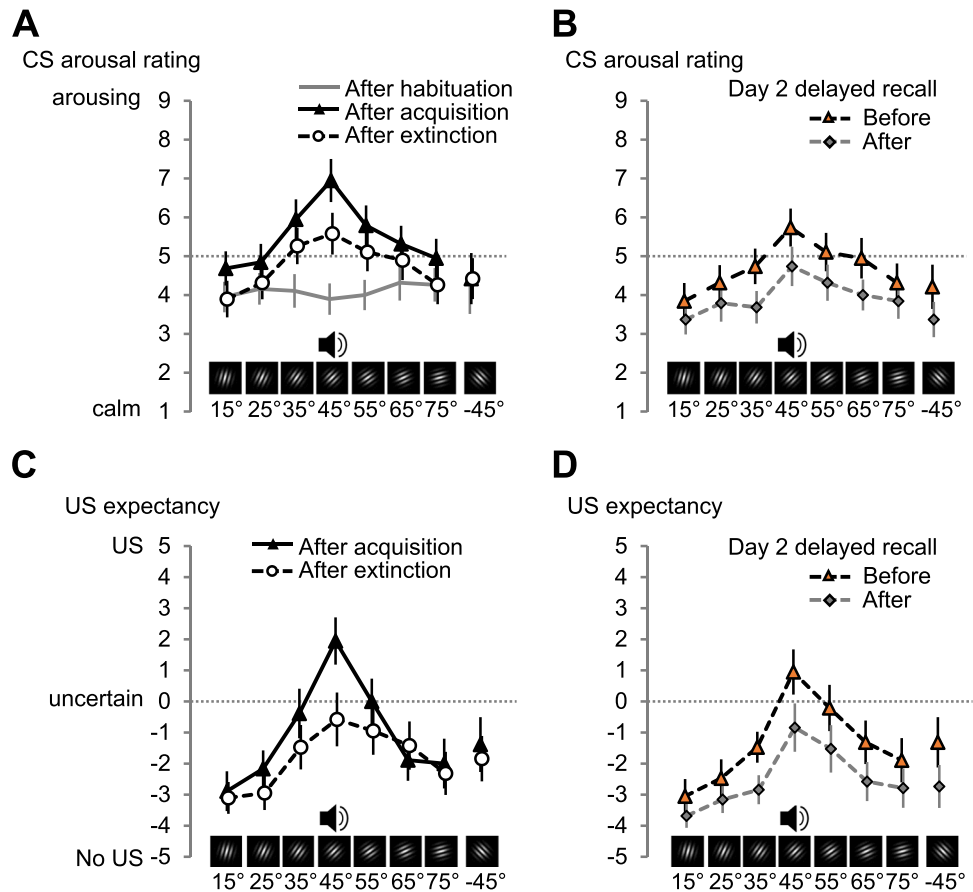 A
CS arousal rating
arousing
9
8
7
6
5
4
3
2
calm 1
After habituation
After acquisition
After extinction
15° 25° 35° 45° 55° 65° 75° -45°
B
CS arousal rating
Day 2 delayed recall
Before
After
9
8
7
6
5
4
3
2
1
15° 25° 35° 45° 55° 65° 75° -45°
C
US expectancy
US 5
4
3
2
1
uncertain 0
-1
-2
-3
-4
No US -5
After acquisition
After extinction
15° 25° 35° 45° 55° 65° 75° -45°
D
US expectancy
Day 2 delayed recall
Before
After
5
4
3
2
1
0
-1
-2
-3
-4
-5
15° 25° 35° 45° 55° 65° 75° -45°